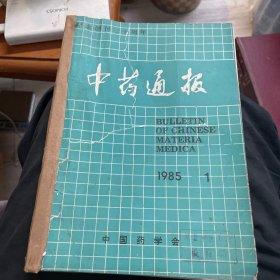 中药通报
BULLETIN
OF CHINESE
MATERIA
MEDICA
1985 1
中国药学会